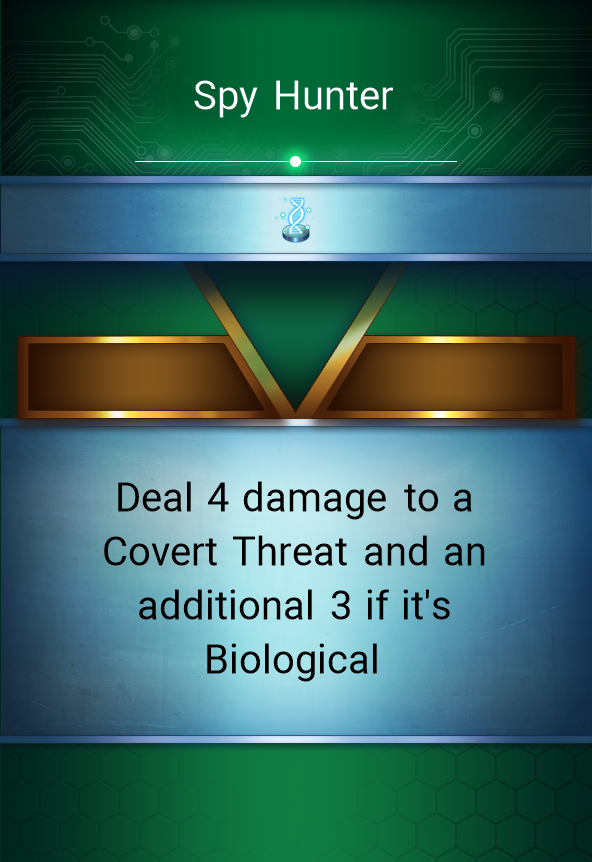 Spy Hunter
Deal 4 damage to a
Covert Threat and an
additional 3 if it's
Biological